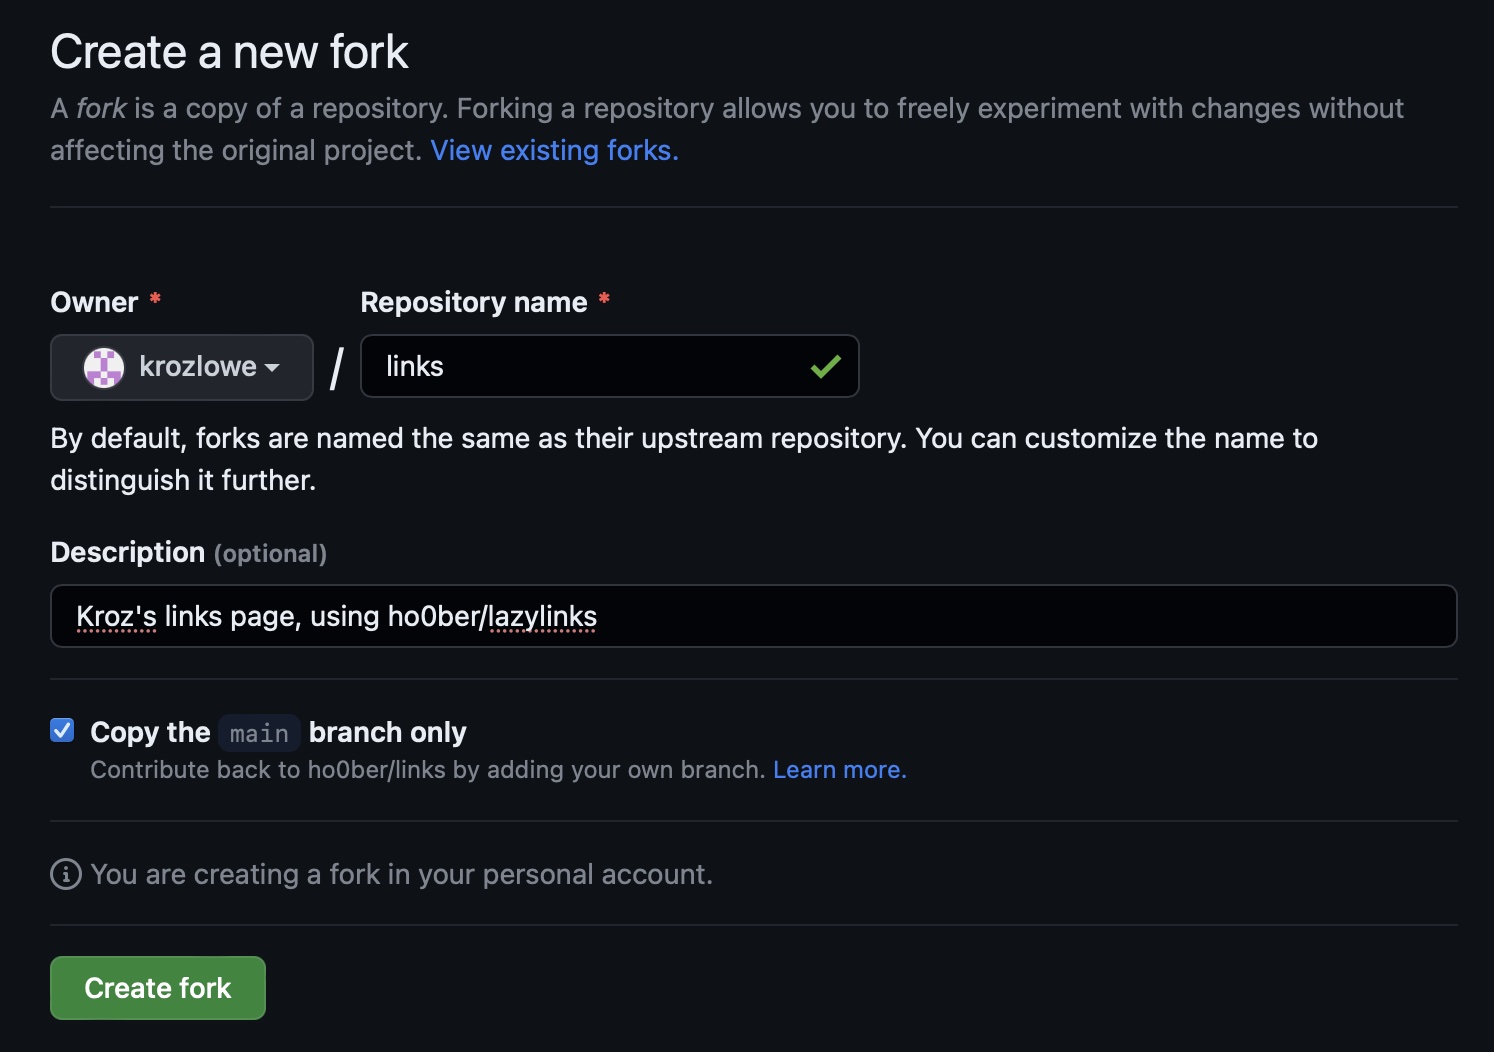 Create a new fork
A fork is a copy of a repository. Forking a repository allows you to freely experiment with changes without
affecting the original project. View existing forks.
Owner * Repository name *
krozlowe / links
By default, forks are named the same as their upstream repository. You can customize the name to
distinguish it further.
Description (optional)
Kroz's links page, using ho0ber/lazylinks
Copy the main branch only
Contribute back to ho0ber/links by adding your own branch. Learn more.
You are creating a fork in your personal account.
Create fork